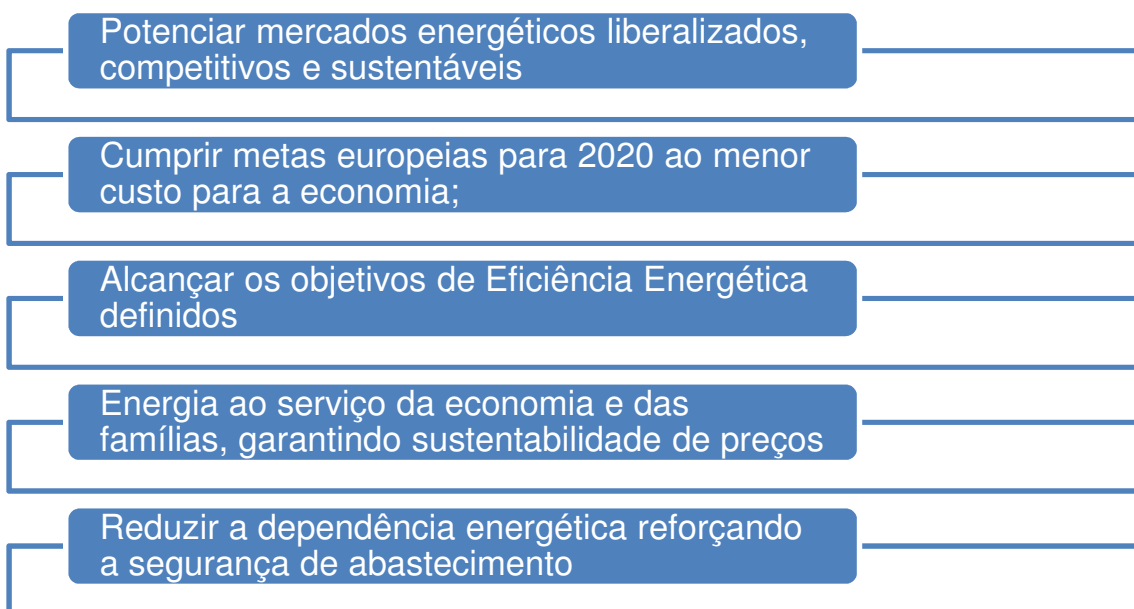 Potenciar mercados energéticos liberalizados,
competitivos e sustentáveis
Cumprir metas europeias para 2020 ao menor
custo para a economia;
Alcançar os objetivos de Eficiência Energética
definidos
Energia ao serviço da economia e das
famílias, garantindo sustentabilidade de preços
Reduzir a dependência energética reforçando
a segurança de abastecimento